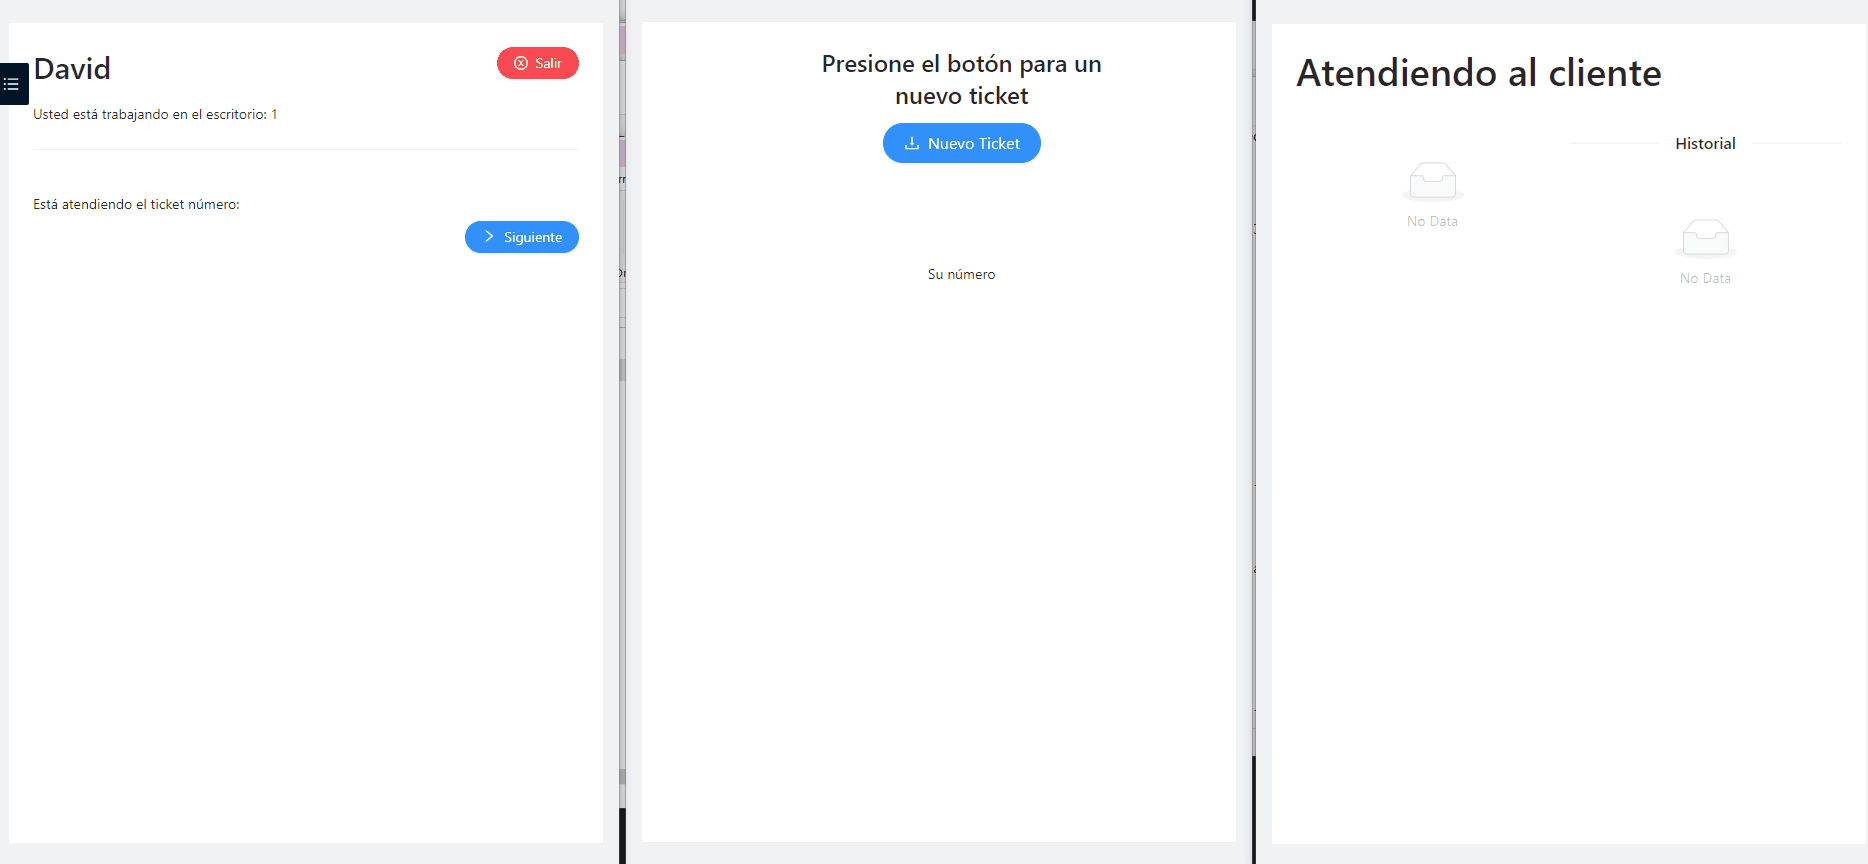 David
Salir
Usted está trabajando en el escritorio: 1
Está atendiendo el ticket número:
Siguiente
Presione el botón para un
nuevo ticket
Nuevo Ticket
Su número
Atendiendo al cliente
Historial
No Data
No Data